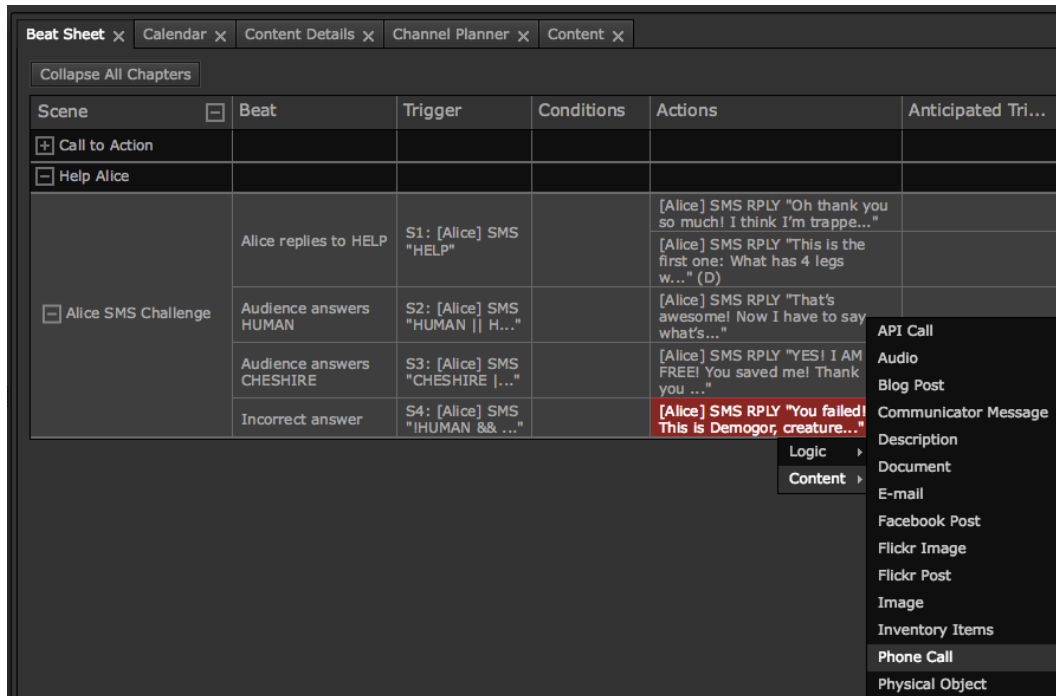 Beat Sheet x Calendar x Content Details x Channel Planner x Content x
Collapse All Chapters
Scene Beat Trigger Conditions Actions Anticipated Tri...
Call to Action
Help Alice
Alice SMS Challenge
Alice replies to HELP
S1: [Alice] SMS
"HELP"
[Alice] SMS RPLY "Oh thank you
so much! I think I'm trappe..."
[Alice] SMS RPLY "This is the
first one: What has 4 legs
w..." (D)
Audience answers
HUMAN
S2: [Alice] SMS
"HUMAN || H..."
[Alice] SMS RPLY "That's
awesome! Now I have to say
what's..."
Audience answers
CHESHIRE
S3: [Alice] SMS
"CHESHIRE |..."
[Alice] SMS RPLY "YES! I AM
FREE! You saved me! Thank
you ..."
Incorrect answer
S4: [Alice] SMS
"!HUMAN && ..."
[Alice] SMS RPLY "You failed!
This is Demogor, creature..."
Logic
Content
API Call
Audio
Blog Post
Communicator Message
Description
Document
E-mail
Facebook Post
Flickr Image
Flickr Post
Image
Inventory Items
Phone Call
Physical Object